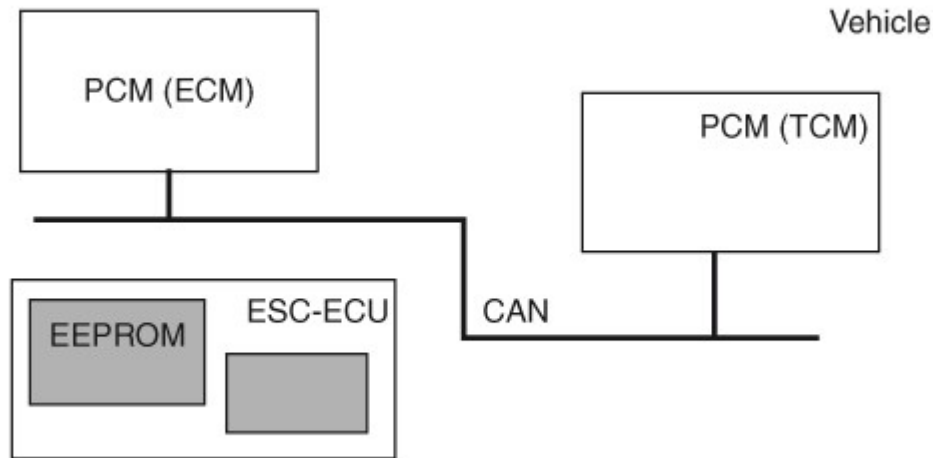 Vehicle
PCM (ECM)
PCM (TCM)
ESC-ECU
EEPROM
CAN